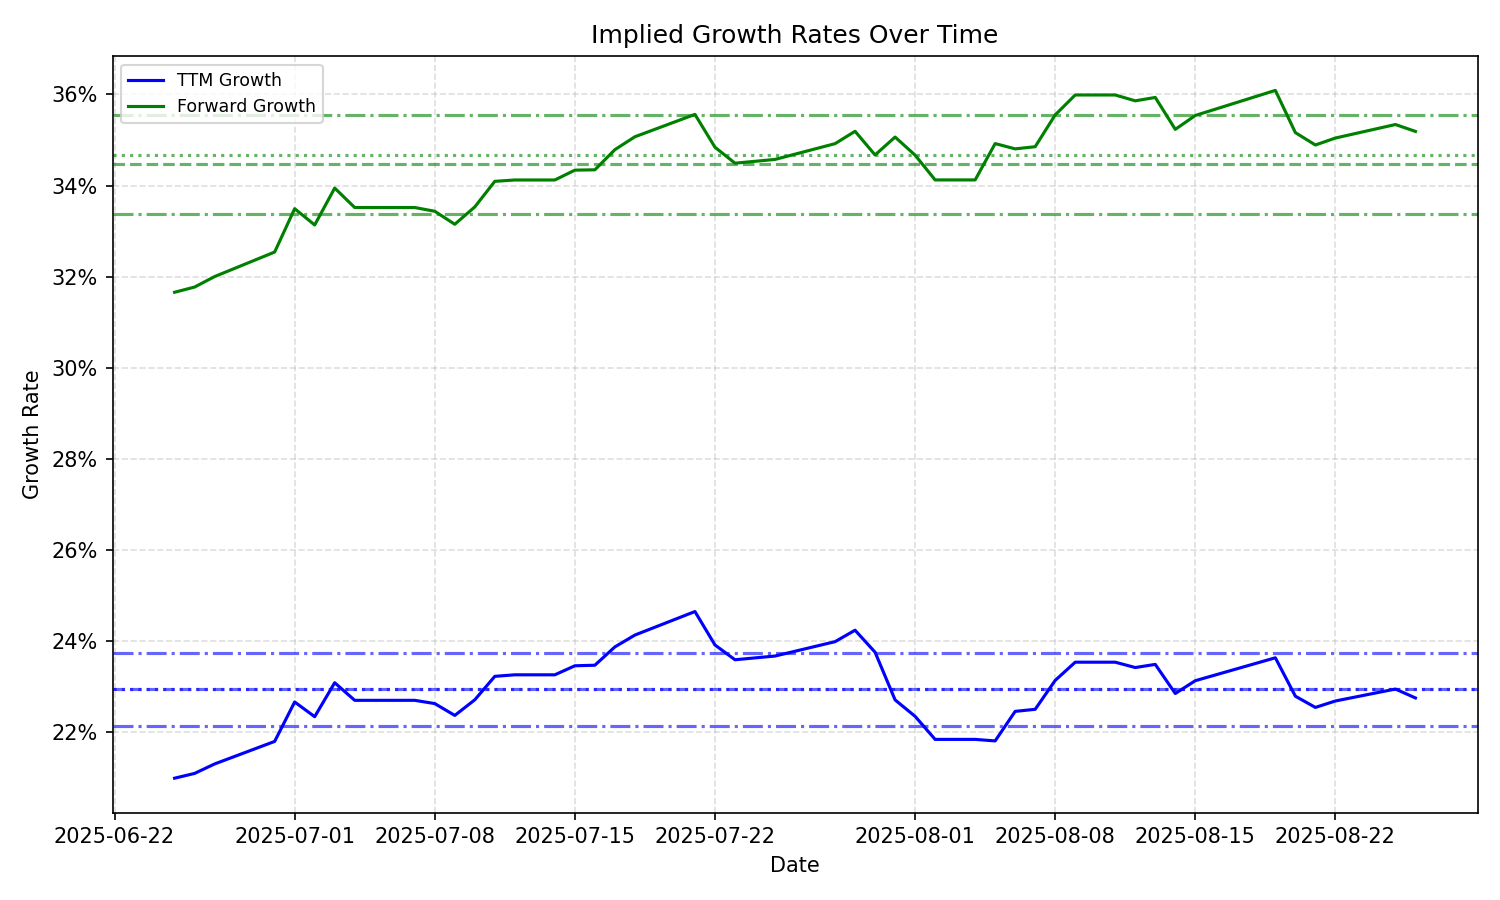 Implied Growth Rates Over Time
TTM Growth
Forward Growth
36%
34%
32%
30%
28%
26%
24%
22%
Growth Rate
2025-06-22 2025-07-01 2025-07-08 2025-07-15 2025-07-22 2025-08-01 2025-08-08 2025-08-15 2025-08-22
Date